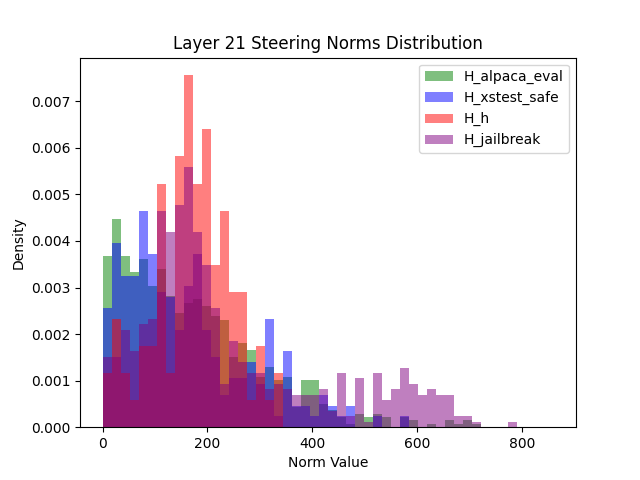 Layer 21 Steering Norms Distribution
H_alpaca_eval
H_xstest_safe
H_h
H_jailbreak
0.007
0.006
0.005
0.004
0.003
0.002
0.001
0.000
Density
0 200 400 600 800
Norm Value